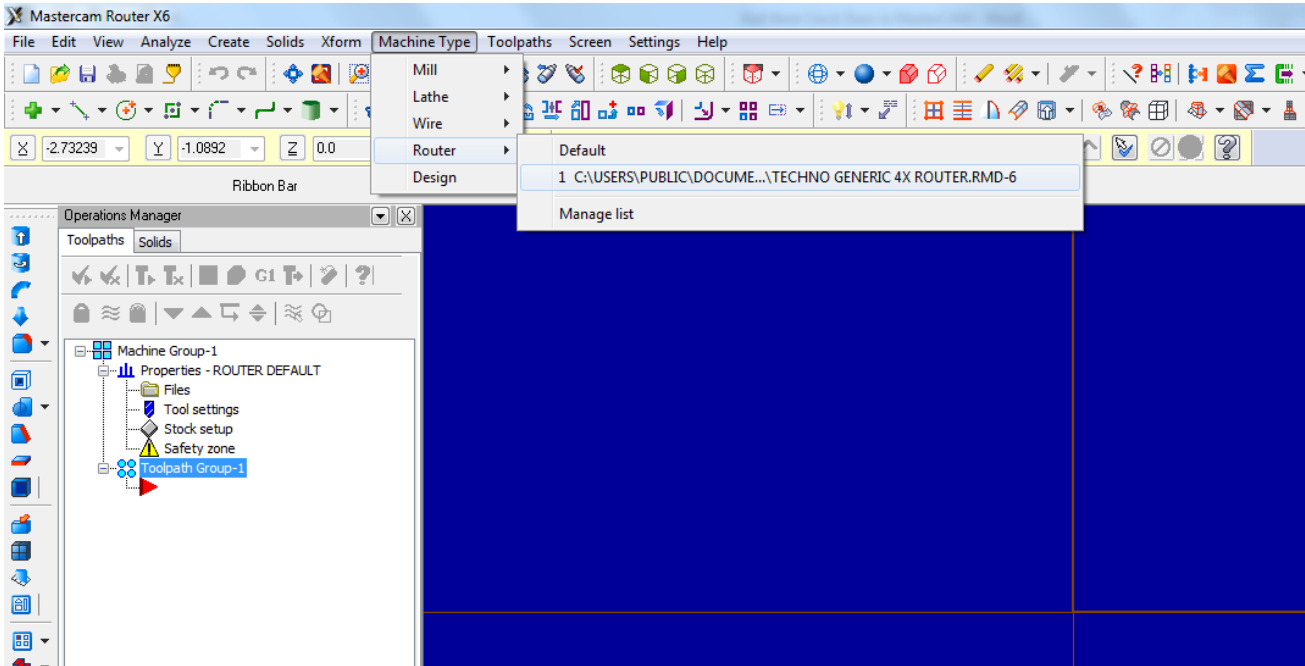 Mastercam Router X6
File Edit View Analyze Create Solids Xform Machine Type Toolpaths Screen Settings Help
Mill
Lathe
Wire
Router
Design
Default
1 C:\USERS\PUBLIC\DOCUME...\TECHNO GENERIC 4X ROUTER.RMD-6
Manage list
X -2.73239 Y -1.0892 Z 0.0
Ribbon Bar
Operations Manager
Toolpaths Solids
G1
Machine Group-1
Properties - ROUTER DEFAULT
Files
Tool settings
Stock setup
Safety zone
Toolpath Group-1